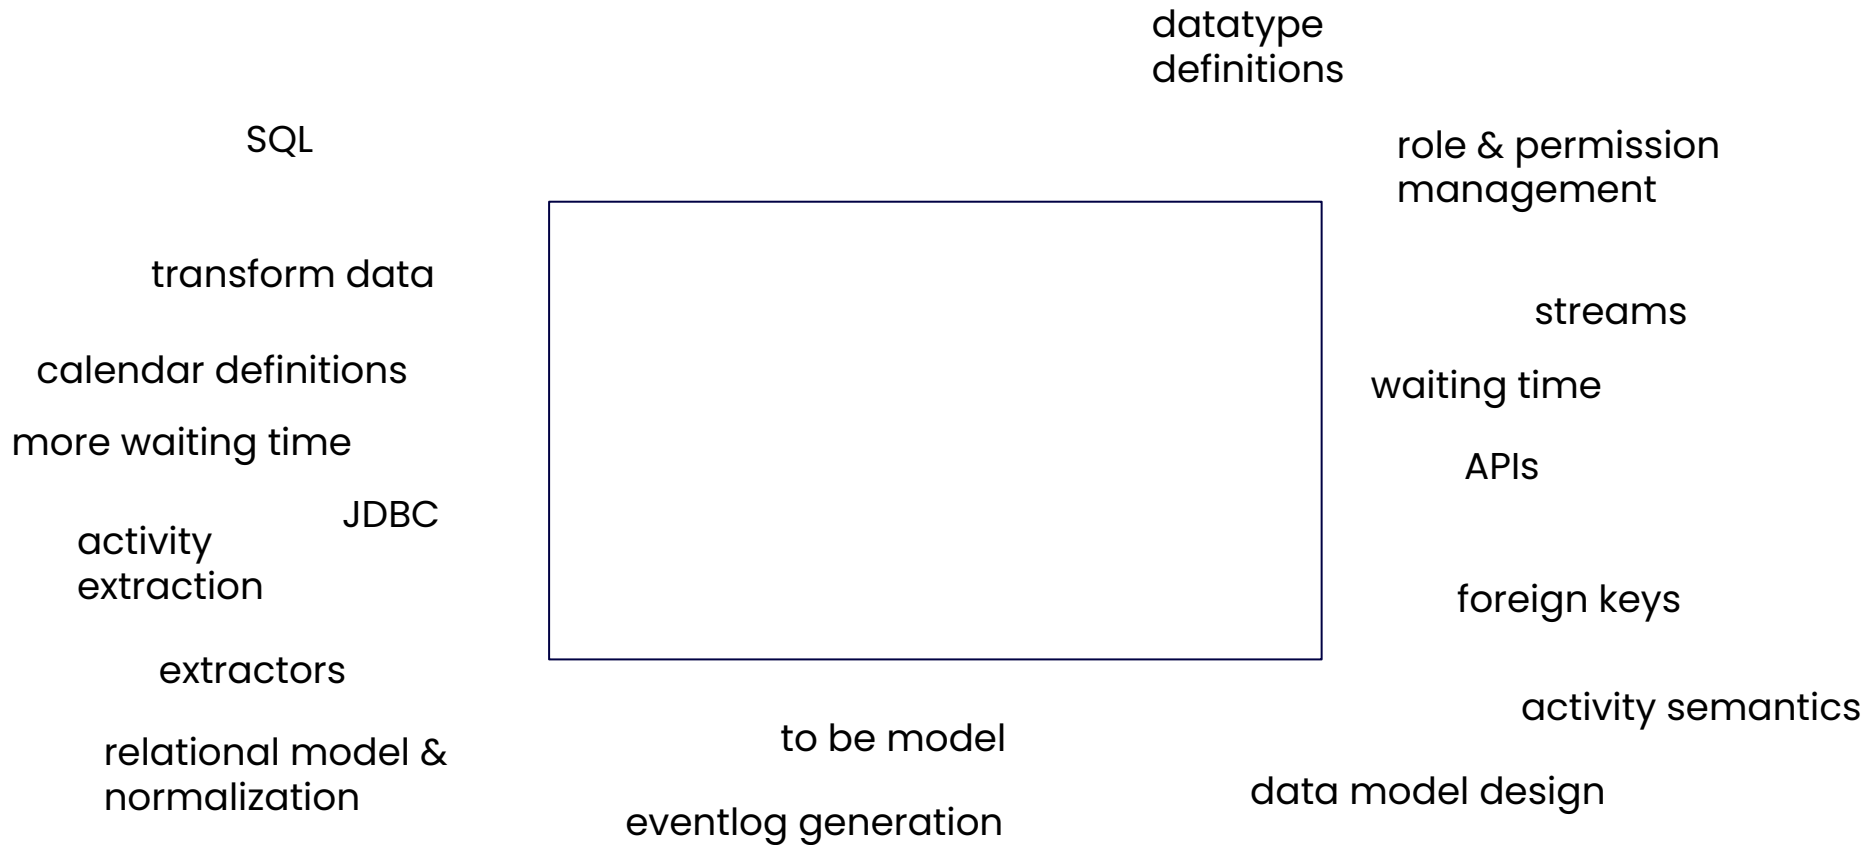 datatype
definitions
SQL
role & permission
management
transform data
streams
calendar definitions
waiting time
more waiting time
APIs
JDBC
activity
extraction
foreign keys
extractors
activity semantics
to be model
relational model &
normalization
data model design
eventlog generation